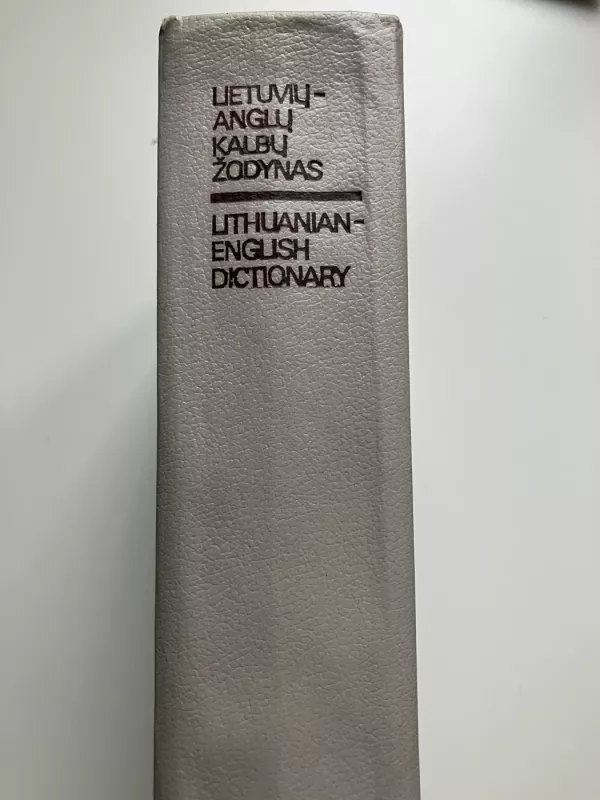 LIETUVIŲ-
ANGLŲ
KALBŲ
ŽODYNAS
LITHUANIAN-
ENGLISH
DICTIONARY